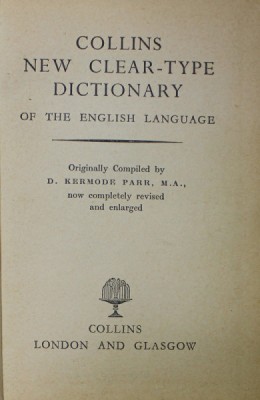 COLLINS
NEW CLEAR-TYPE
DICTIONARY
OF THE ENGLISH LANGUAGE
Originally Compiled by
D. KERMODE PARR, M.A.,
now completely revised
and enlarged
COLLINS
LONDON AND GLASGOW